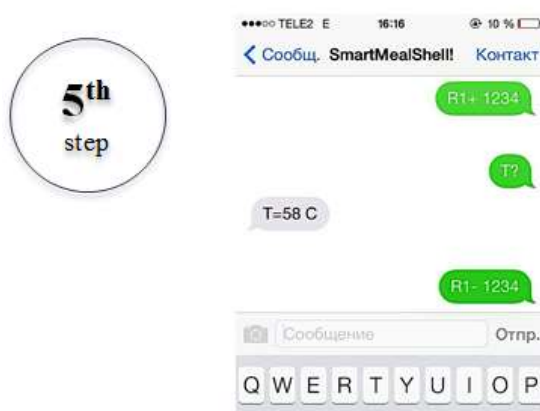 5th
step
TELE2 E 16:16 10 %
Сообщ. SmartMealShell! Контакт
R1+ 1234
T?
T=58 C
R1- 1234
Сообщение Отпр.
Q W E R T Y U I O P